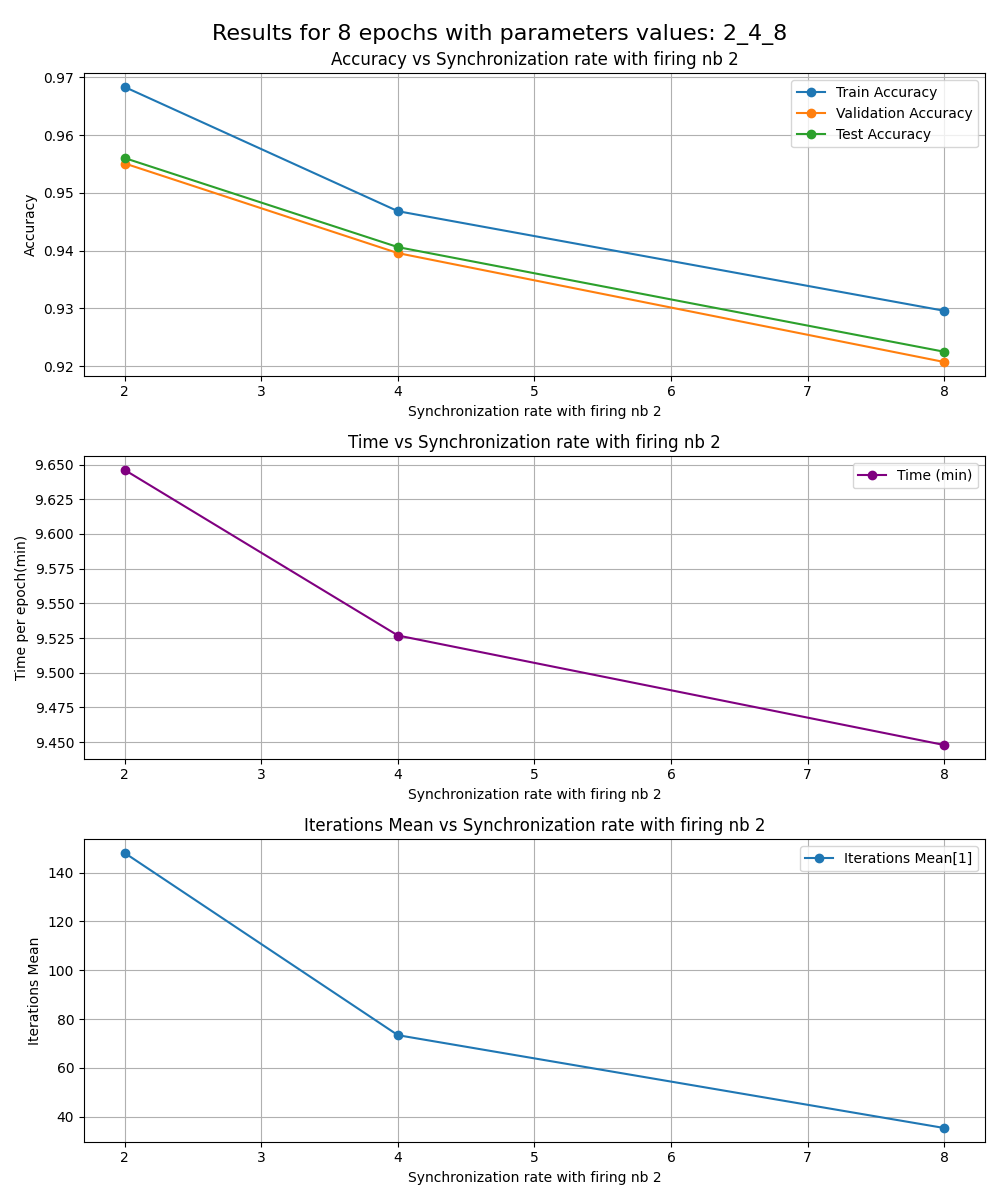 Results for 8 epochs with parameters values: 2_4_8
Accuracy vs Synchronization rate with firing nb 2
0.97
0.96
0.95
0.94
0.93
0.92
Accuracy
Train Accuracy
Validation Accuracy
Test Accuracy
2 3 4 5 6 7 8
Synchronization rate with firing nb 2
Time vs Synchronization rate with firing nb 2
9.650
9.625
9.600
9.575
9.550
9.525
9.500
9.475
9.450
Time per epoch(min)
Time (min)
2 3 4 5 6 7 8
Synchronization rate with firing nb 2
Iterations Mean vs Synchronization rate with firing nb 2
140
120
100
80
60
40
Iterations Mean
Iterations Mean[1]
2 3 4 5 6 7 8
Synchronization rate with firing nb 2